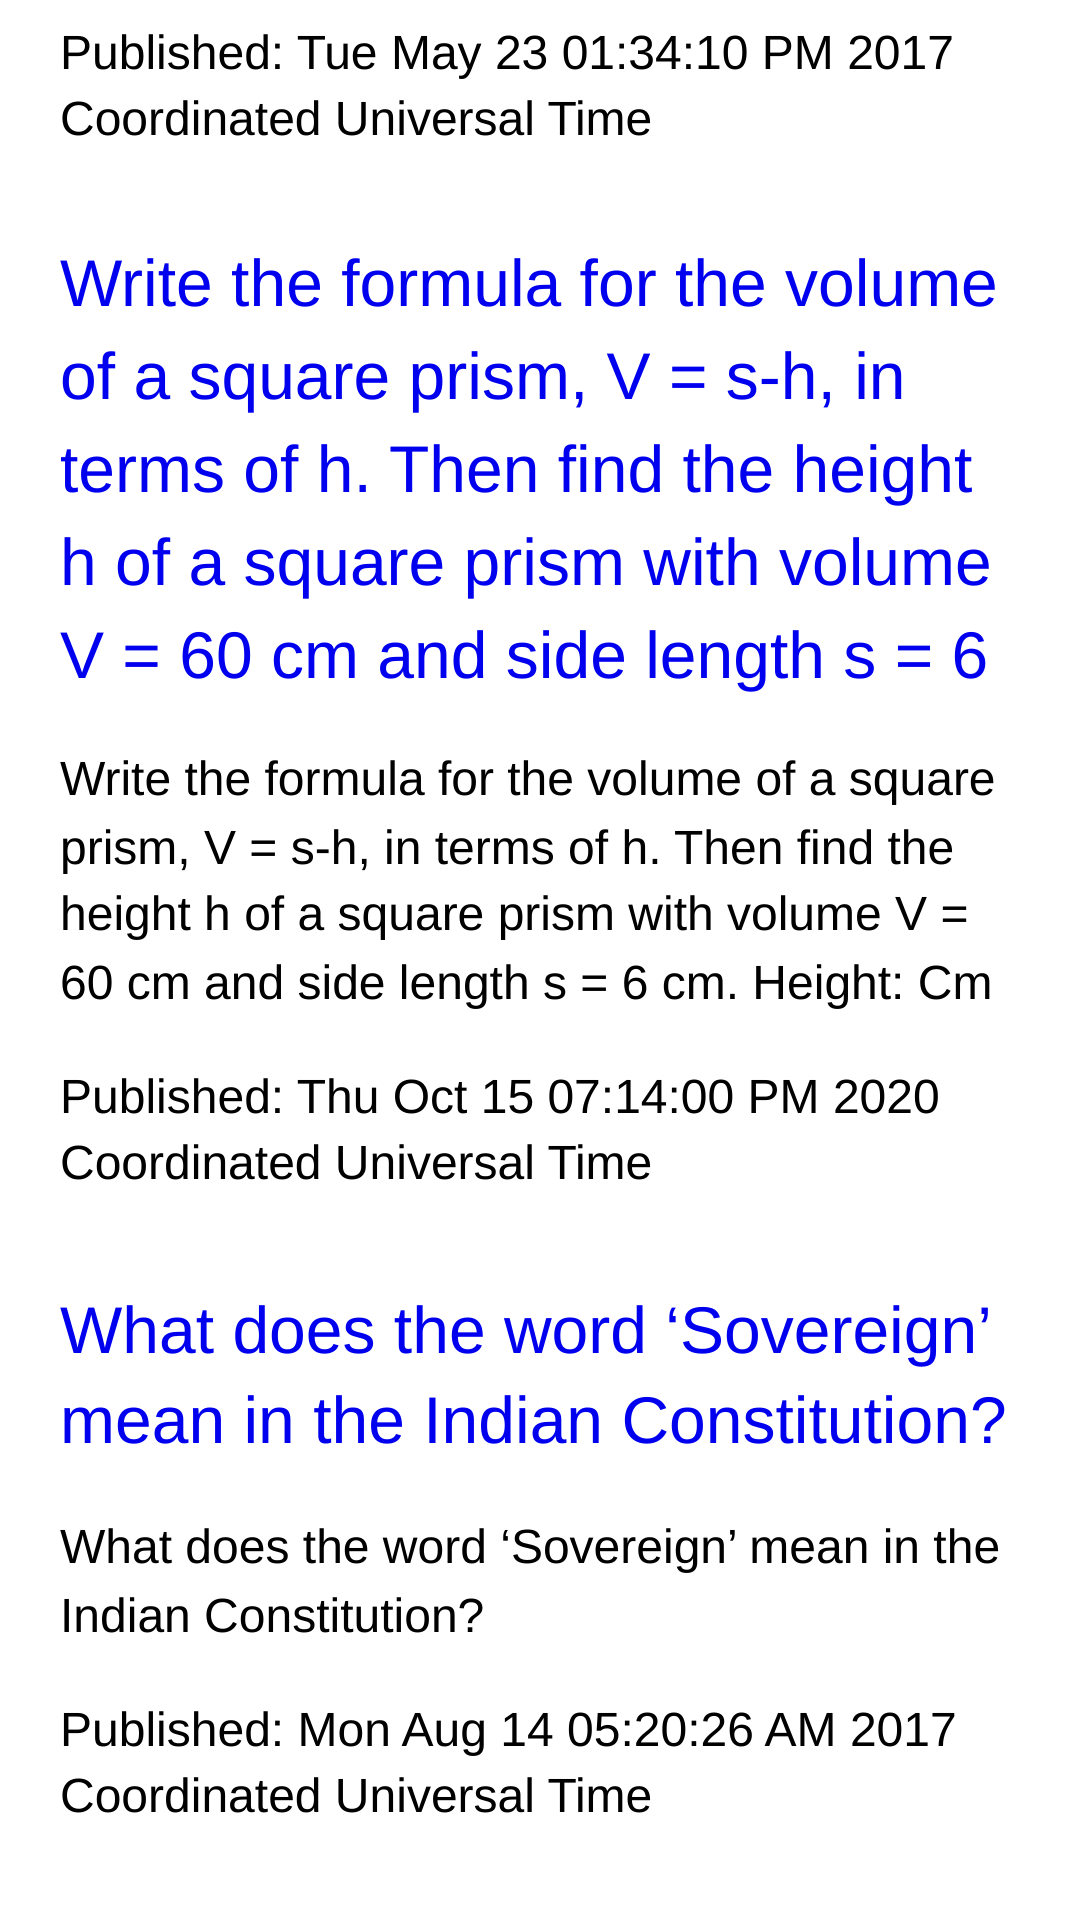 Published: Tue May 23 01:34:10 PM 2017
Coordinated Universal Time
Write the formula for the volume
of a square prism, V = s-h, in
terms of h. Then find the height
h of a square prism with volume
V = 60 cm and side length s = 6
Write the formula for the volume of a square
prism, V = s-h, in terms of h. Then find the
height h of a square prism with volume V =
60 cm and side length s = 6 cm. Height: Cm
Published: Thu Oct 15 07:14:00 PM 2020
Coordinated Universal Time
What does the word ‘Sovereign’
mean in the Indian Constitution?
What does the word ‘Sovereign’ mean in the
Indian Constitution?
Published: Mon Aug 14 05:20:26 AM 2017
Coordinated Universal Time